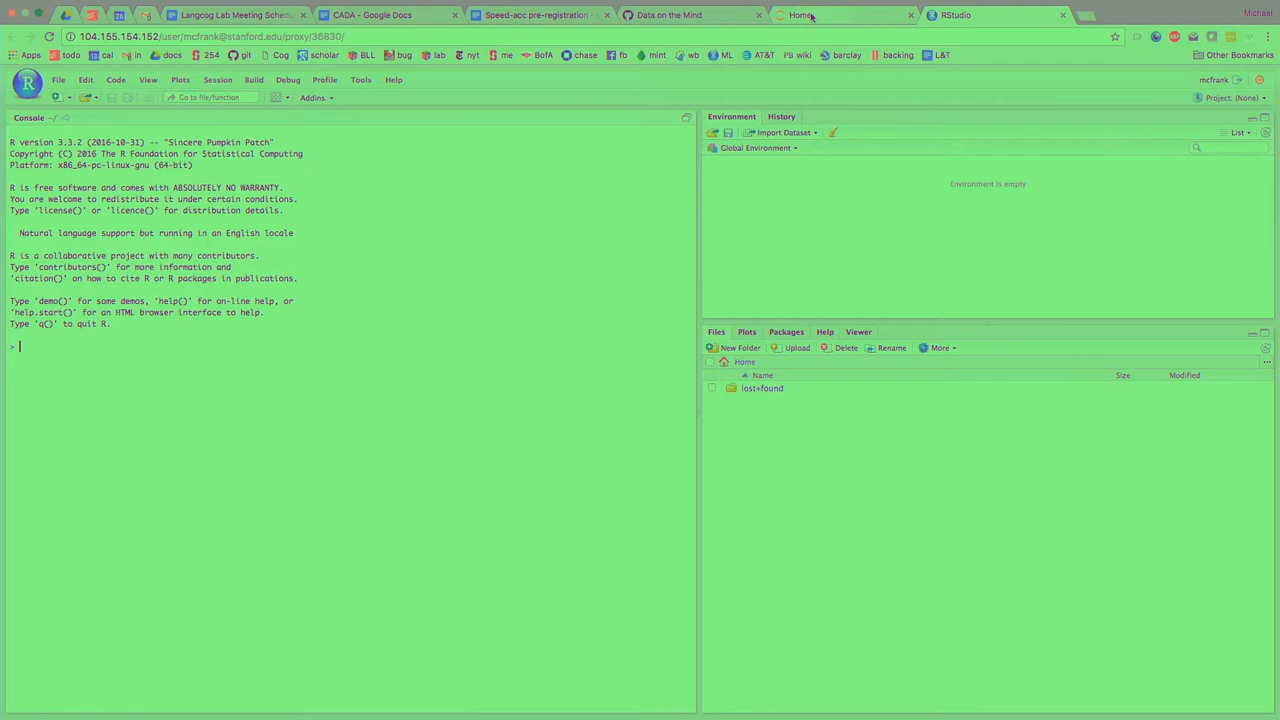 Langcog Lab Meeting Schedu
CADA - Google Docs
Speed-acc pre-registration -
Data on the Mind
Home
RStudio
Michael
104.155.154.152/user/mcfrank@stanford.edu/proxy/36830/
Apps todo cal in docs 254 git Cog scholar BLL bug lab nyt me BofA chase fb mint wb ML AT&T PB wiki barclay backing L&T Other Bookmarks
File Edit Code View Plots Session Build Debug Profile Tools Help
mcfrank
Go to file/function
Addins
Project: (None)
Console ~/
R version 3.3.2 (2016-10-31) -- "Sincere Pumpkin Patch"
Copyright (C) 2016 The R Foundation for Statistical Computing
Platform: x86_64-pc-linux-gnu (64-bit)
R is free software and comes with ABSOLUTELY NO WARRANTY.
You are welcome to redistribute it under certain conditions.
Type 'license()' or 'licence()' for distribution details.
Natural language support but running in an English locale
R is a collaborative project with many contributors.
Type 'contributors()' for more information and
'citation()' on how to cite R or R packages in publications.
Type 'demo()' for some demos, 'help()' for on-line help, or
'help.start()' for an HTML browser interface to help.
Type 'q()' to quit R.
>
Environment History
Import Dataset
List
Global Environment
Environment is empty
Files Plots Packages Help Viewer
New Folder Upload Delete Rename More
Home
Name Size Modified
lost+found